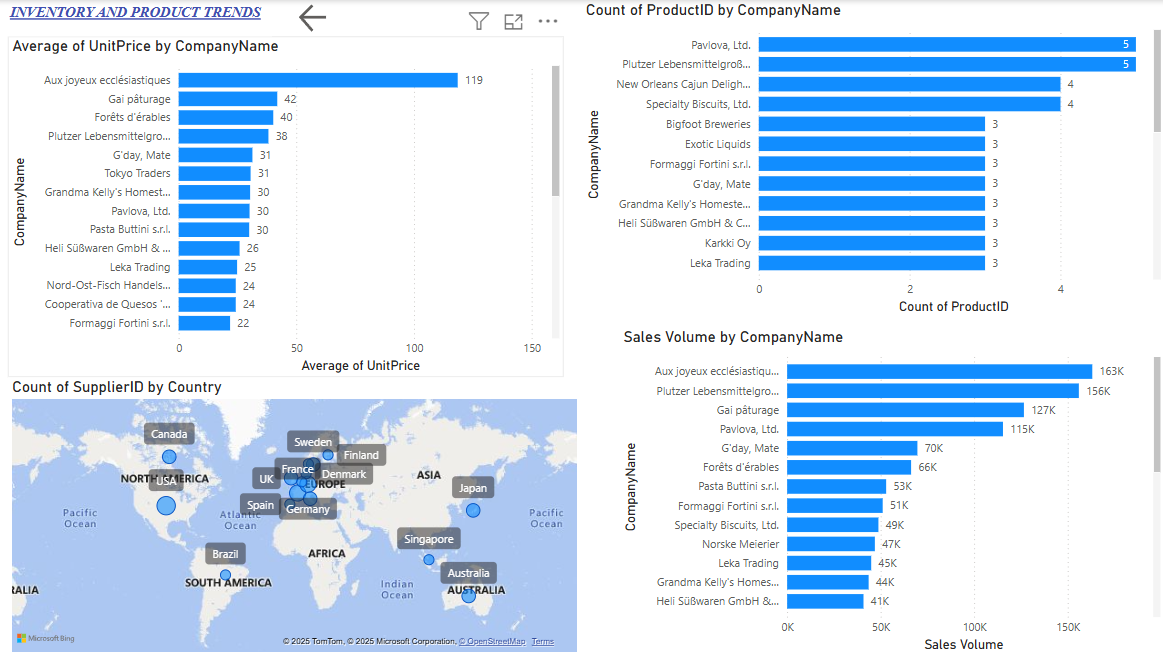 INVENTORY AND PRODUCT TRENDS
Average of UnitPrice by CompanyName
CompanyName
Aux joyeux ecclésiastiques 119
Gai pâturage 42
Forêts d'érables 40
Plutzer Lebensmittelgro... 38
G'day, Mate 31
Tokyo Traders 31
Grandma Kelly's Homest... 30
Pavlova, Ltd. 30
Pasta Buttini s.r.l. 30
Heli Süßwaren GmbH & ... 26
Leka Trading 25
Nord-Ost-Fisch Handels... 24
Cooperativa de Quesos '... 24
Formaggi Fortini s.r.l. 22
0 50 100 150
Average of UnitPrice
Count of ProductID by CompanyName
CompanyName
Pavlova, Ltd. 5
Plutzer Lebensmittelgroß... 5
New Orleans Cajun Deligh... 4
Specialty Biscuits, Ltd. 4
Bigfoot Breweries 3
Exotic Liquids 3
Formaggi Fortini s.r.l. 3
G'day, Mate 3
Grandma Kelly's Homeste... 3
Heli Süßwaren GmbH & C... 3
Karkki Oy 3
Leka Trading 3
0 2 4
Count of ProductID
Count of SupplierID by Country
Canada
Sweden
Finland
NORTH AMERICA
USA
France
Denmark
UK
EUROPE
ASIA
Japan
Spain
Germany
Pacific
Ocean
Atlantic
Ocean
Pacific
Ocean
Singapore
Brazil
AFRICA
Australia
SOUTH AMERICA
Indian
Ocean
RALIA
AUSTRALIA
Microsoft Bing
© 2025 TomTom, © 2025 Microsoft Corporation, © OpenStreetMap Terms
Sales Volume by CompanyName
CompanyName
Aux joyeux ecclésiastiqu... 163K
Plutzer Lebensmittelgro... 156K
Gai pâturage 127K
Pavlova, Ltd. 115K
G'day, Mate 70K
Forêts d'érables 66K
Pasta Buttini s.r.l. 53K
Formaggi Fortini s.r.l. 51K
Specialty Biscuits, Ltd. 49K
Norske Meierier 47K
Leka Trading 45K
Grandma Kelly's Homes... 44K
Heli Süßwaren GmbH &... 41K
0K 50K 100K 150K
Sales Volume